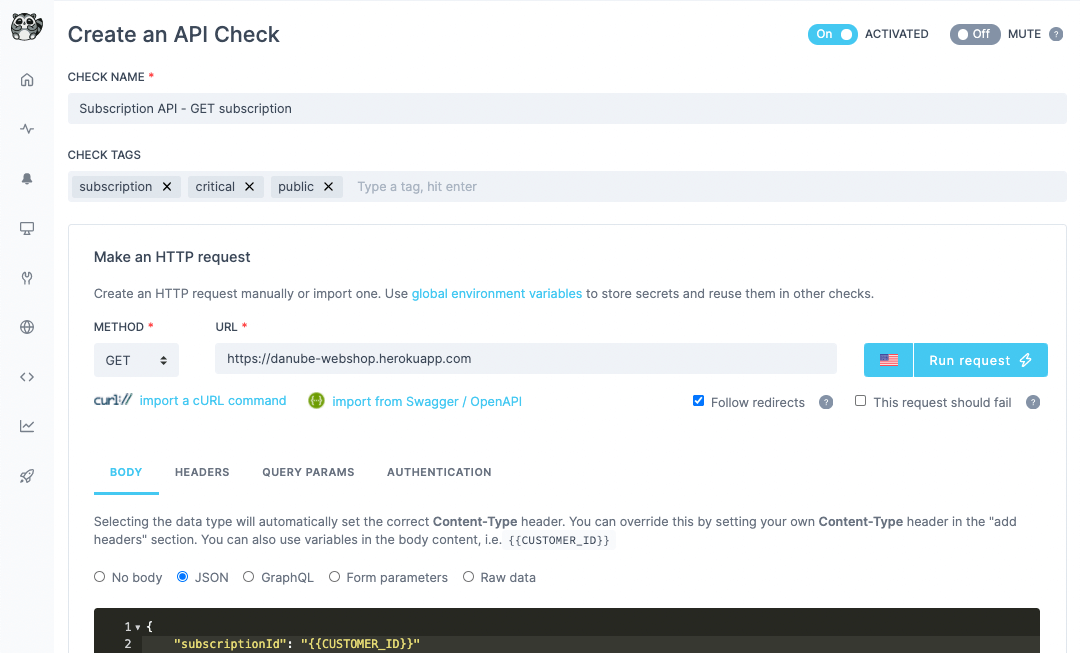 Create an API Check
On ACTIVATED Off MUTE ?
CHECK NAME *
Subscription API - GET subscription
CHECK TAGS
subscription ✕ critical ✕ public ✕ Type a tag, hit enter
Make an HTTP request
Create an HTTP request manually or import one. Use global environment variables to store secrets and reuse them in other checks.
METHOD * URL *
GET https://danube-webshop.herokuapp.com Run request
curl:// import a cURL command {··} import from Swagger / OpenAPI Follow redirects ? This request should fail ?
BODY HEADERS QUERY PARAMS AUTHENTICATION
Selecting the data type will automatically set the correct Content-Type header. You can override this by setting your own Content-Type header in the "add
headers" section. You can also use variables in the body content, i.e. {{CUSTOMER_ID}}
No body JSON GraphQL Form parameters Raw data
1 {
2 "subscriptionId": "{{CUSTOMER_ID}}"